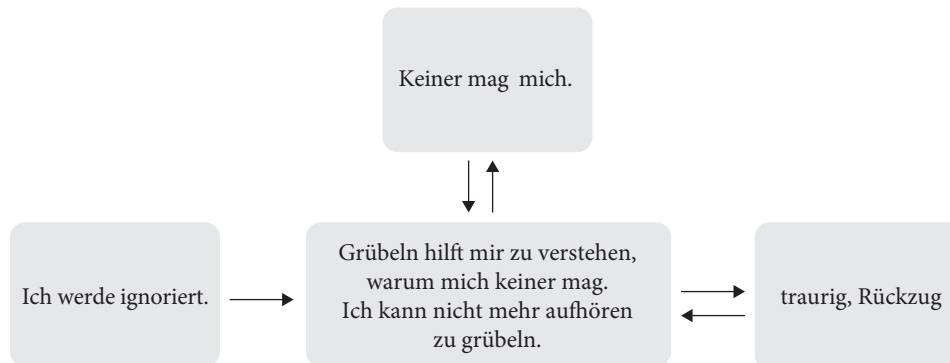 Keiner mag mich.
Ich werde ignoriert.
Grübeln hilft mir zu verstehen,
warum mich keiner mag.
Ich kann nicht mehr aufhören
zu grübeln.
traurig, Rückzug